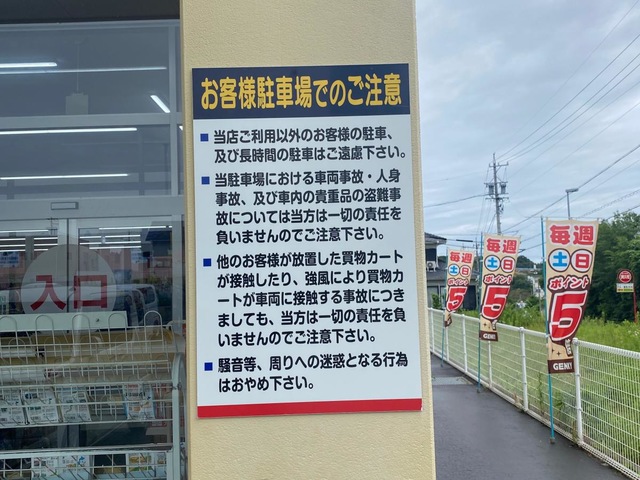 お客様駐車場でのご注意
■当店ご利用以外のお客様の駐車、
及び長時間の駐車はご遠慮下さい。
■当駐車場における車両事故・人身
事故、及び車内の貴重品の盗難事
故については当方は一切の責任を
負いませんのでご注意下さい。
■他のお客様が放置した買物カート
が接触したり、強風により買物カ
ートが車両に接触する事故につき
ましても、当方は一切の責任を負
いませんのでご注意下さい。
■騒音等、周りへの迷惑となる行為
はおやめ下さい。
入口
毎週
土日
ポイント
5
GENKY
毎週
土日
ポイント
5
毎週
土日
ポイント
5